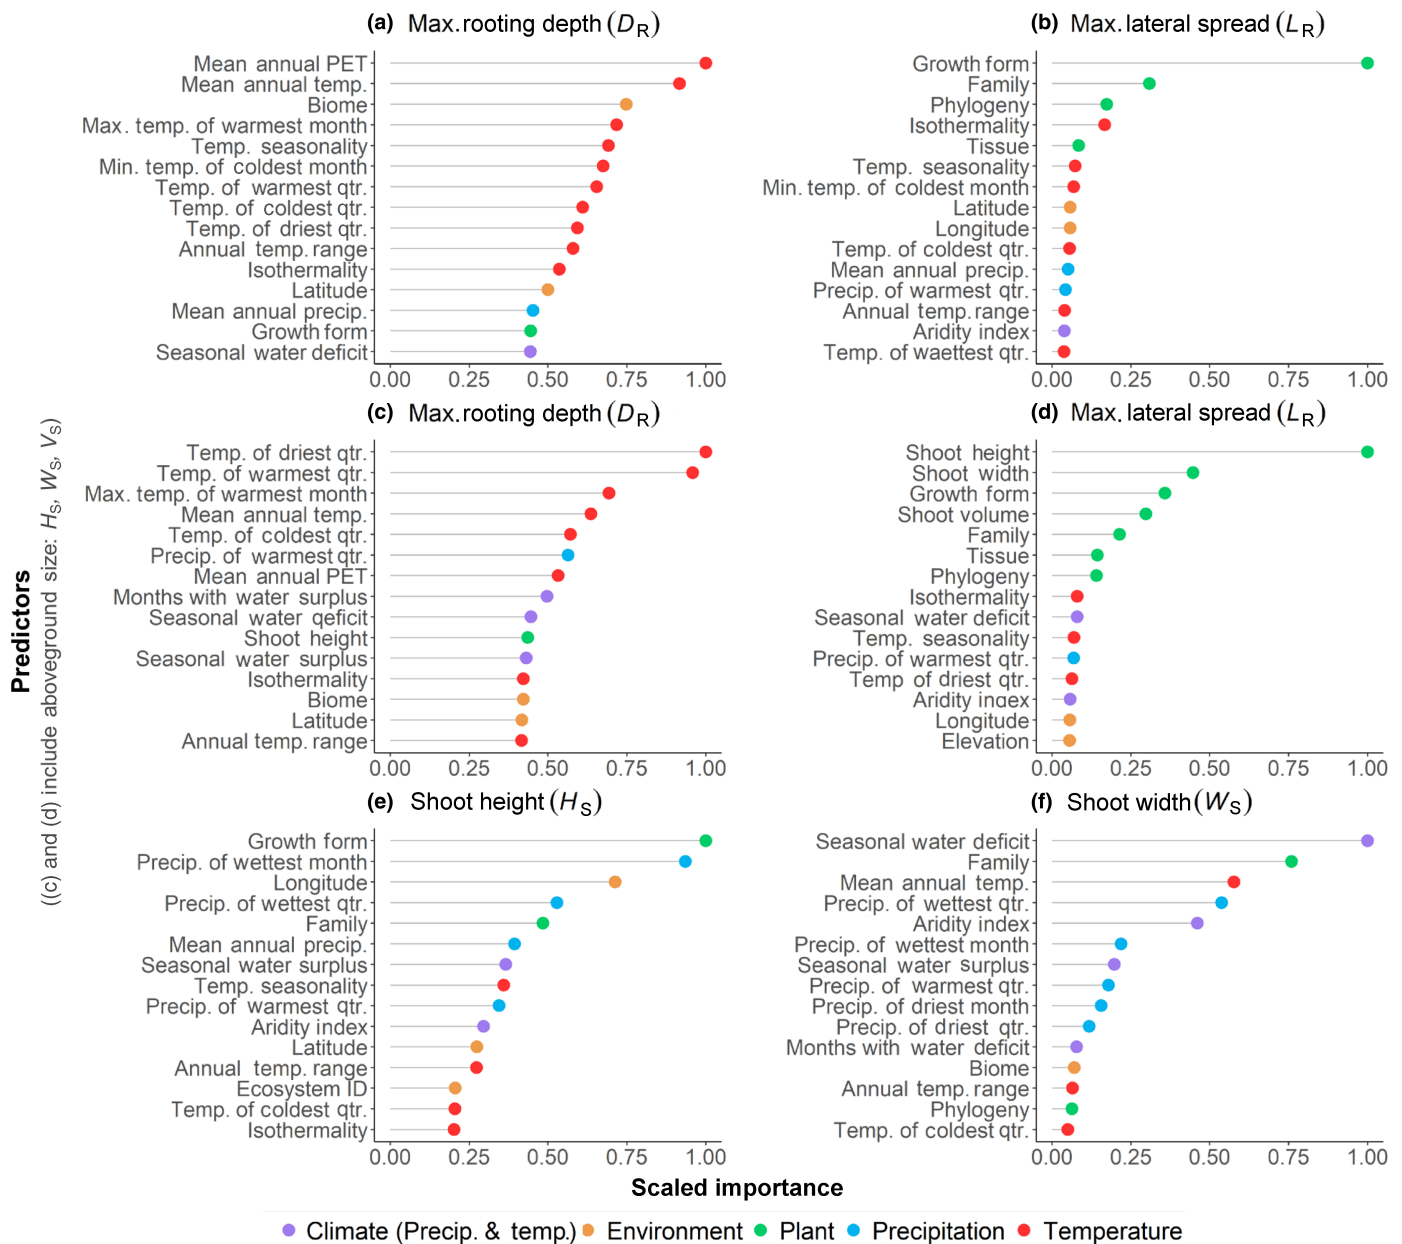 (a) Max. rooting depth (DR)
Mean annual PET
Mean annual temp.
Biome
Max. temp. of warmest month
Temp. seasonality
Min. temp. of coldest month
Temp. of warmest qtr.
Temp. of coldest qtr.
Temp. of driest qtr.
Annual temp. range
Isothermality
Latitude
Mean annual precip.
Growth form
Seasonal water deficit
0.00 0.25 0.50 0.75 1.00
(b) Max. lateral spread (LR)
Growth form
Family
Phylogeny
Isothermality
Tissue
Temp. seasonality
Min. temp. of coldest month
Latitude
Longitude
Temp. of coldest qtr.
Mean annual precip.
Precip. of warmest qtr.
Annual temp. range
Aridity index
Temp. of waettest qtr.
0.00 0.25 0.50 0.75 1.00
(c) Max. rooting depth (DR)
Temp. of driest qtr.
Temp. of warmest qtr.
Max. temp. of warmest month
Mean annual temp.
Temp. of coldest qtr.
Precip. of warmest qtr.
Mean annual PET
Months with water surplus
Seasonal water qeficit
Shoot height
Seasonal water surplus
Isothermality
Biome
Latitude
Annual temp. range
0.00 0.25 0.50 0.75 1.00
(d) Max. lateral spread (LR)
Shoot height
Shoot width
Growth form
Shoot volume
Family
Tissue
Phylogeny
Isothermality
Seasonal water deficit
Temp. seasonality
Precip. of warmest qtr.
Temp of driest qtr.
Aridity inɑex
Longitude
Elevation
0.00 0.25 0.50 0.75 1.00
(e) Shoot height (HS)
Growth form
Precip. of wettest month
Longitude
Precip. of wettest qtr.
Family
Mean annual precip.
Seasonal water surplus
Temp. seasonality
Precip. of warmest qtr.
Aridity index
Latitude
Annual temp. range
Ecosystem ID
Temp. of coldest qtr.
Isothermality
0.00 0.25 0.50 0.75 1.00
(f) Shoot width (WS)
Seasonal water deficit
Family
Mean annual temp.
Precip. of wettest qtr.
Aridity index
Precip. of wettest month
Seasonal water surplus
Precip. of warmest qtr.
Precip. of driest month
Precip. of driest qtr.
Months with water deficit
Biome
Annual temp. range
Phylogeny
Temp. of coldest qtr.
0.00 0.25 0.50 0.75 1.00
Predictors
((c) and (d) include aboveground size: HS, WS, VS)
Scaled importance
Climate (Precip. & temp.) Environment Plant Precipitation Temperature